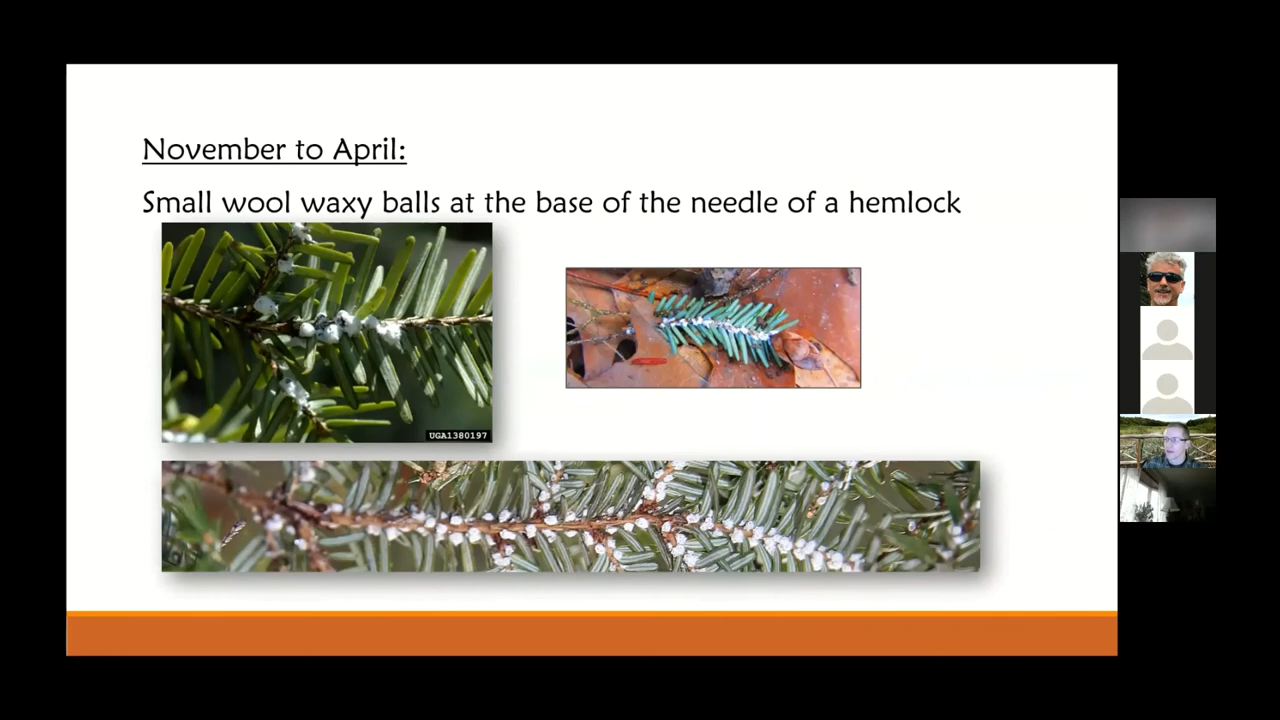 November to April:
Small wool waxy balls at the base of the needle of a hemlock
UGA1380197